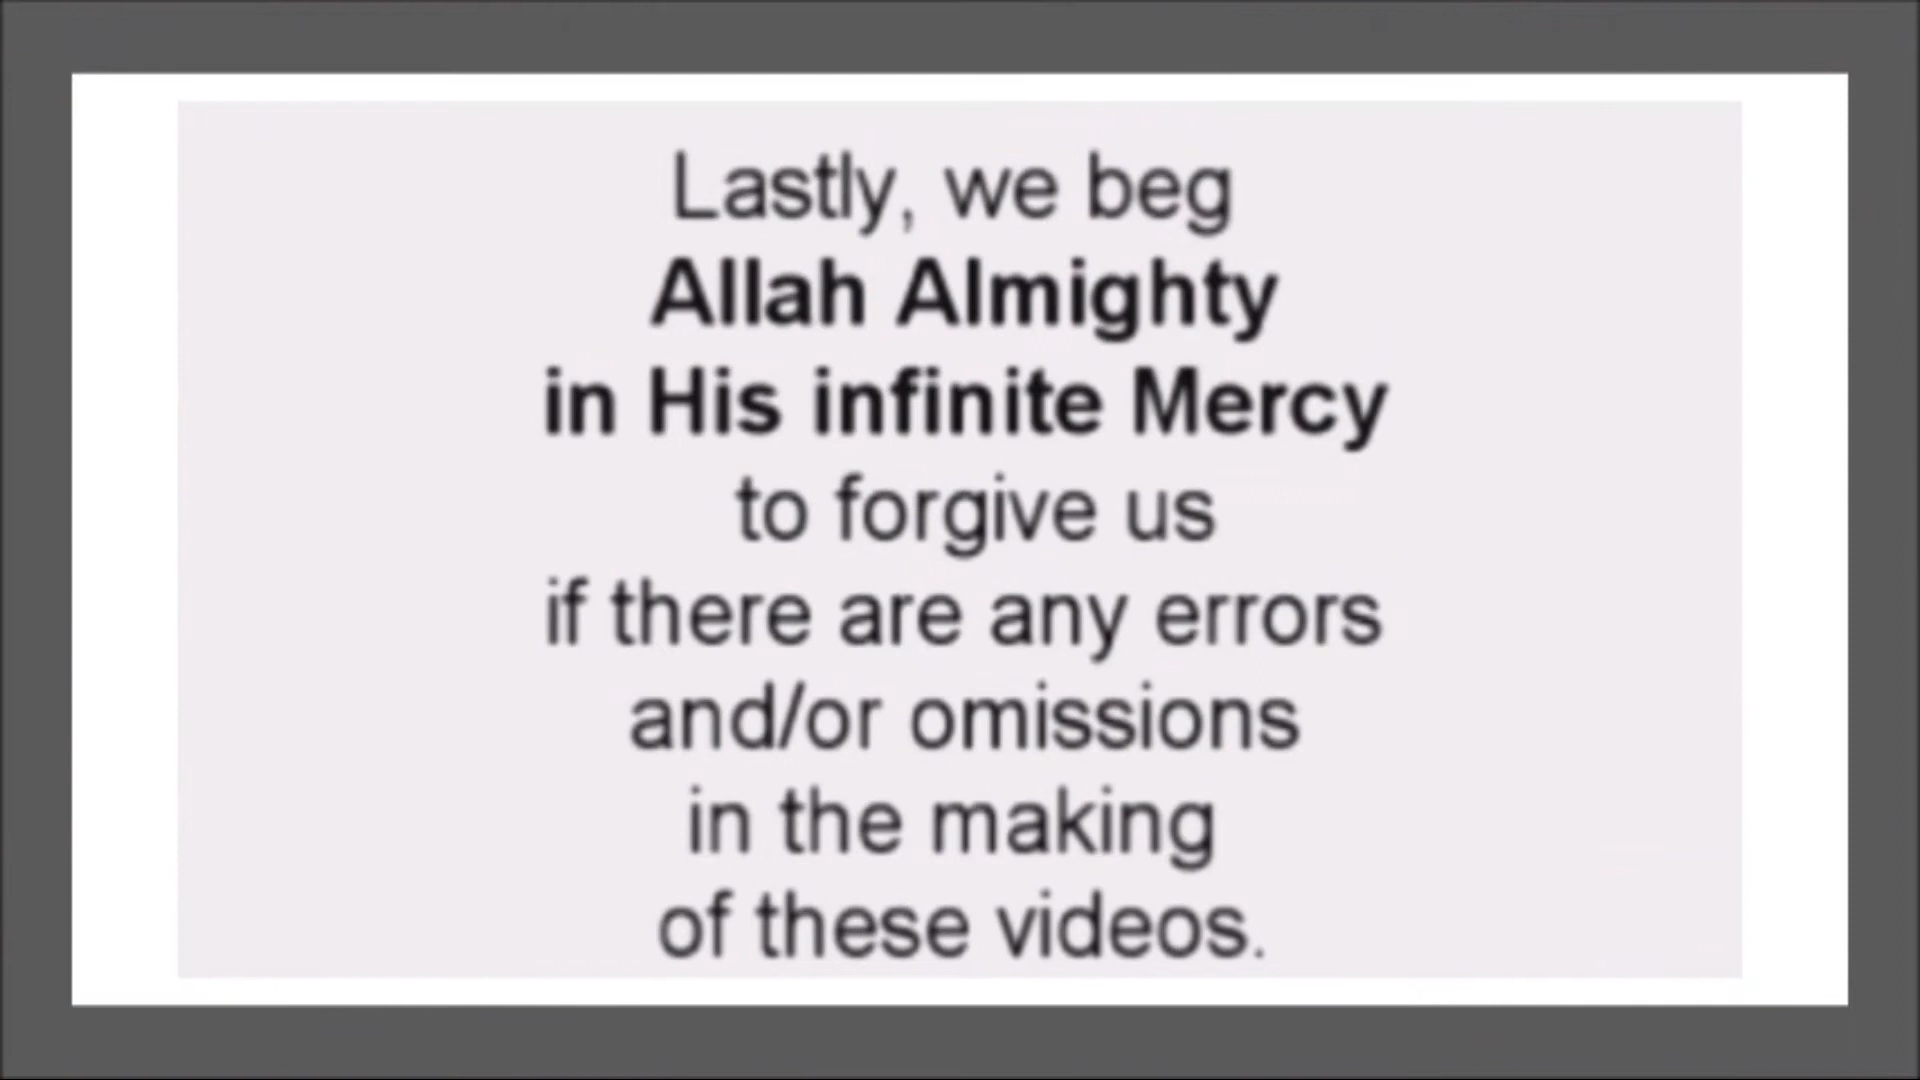 Lastly, we beg
Allah Almighty
in His infinite Mercy
to forgive us
if there are any errors
and/or omissions
in the making
of these videos.